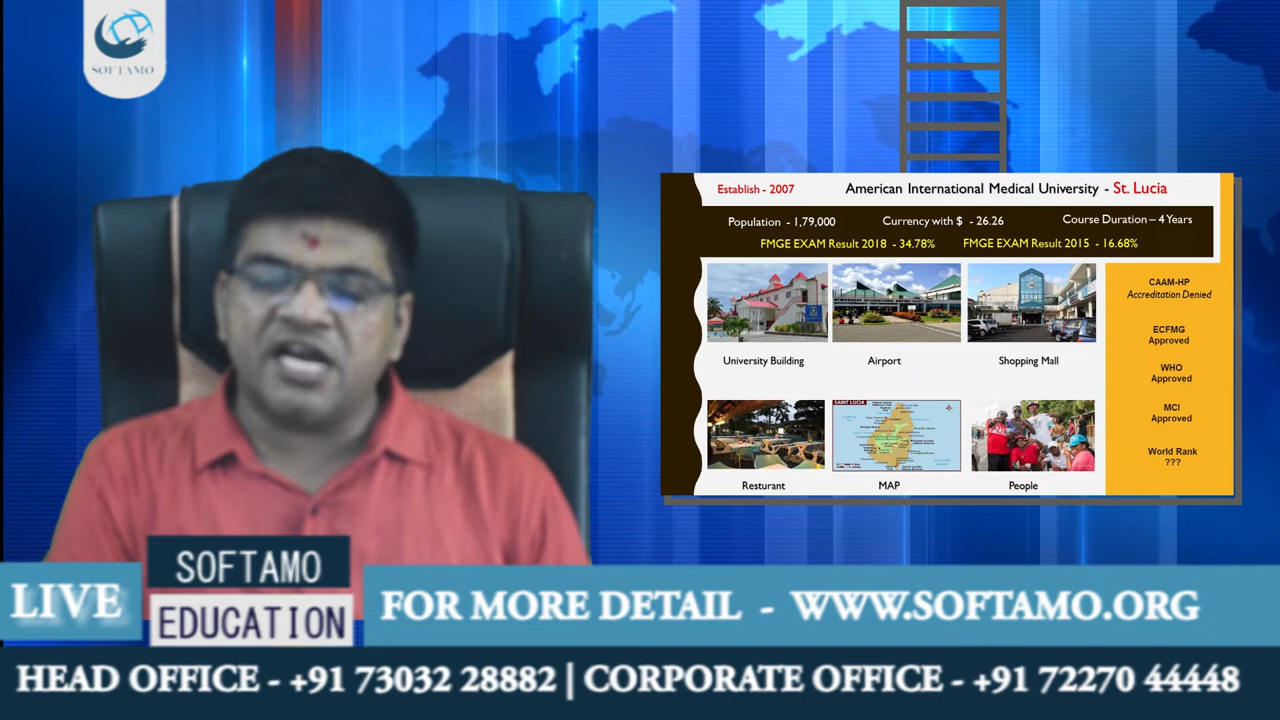 SOFTAMO
Establish - 2007
American International Medical University - St. Lucia
Population - 1,79,000
Currency with $ - 26.26
Course Duration – 4 Years
FMGE EXAM Result 2018 - 34.78%
FMGE EXAM Result 2015 - 16.68%
CAAM-HP
Accreditation Denied
ECFMG
Approved
WHO
Approved
MCI
Approved
World Rank
???
University Building
Airport
Shopping Mall
SAINT LUCIA
Resturant
MAP
People
LIVE
SOFTAMO
EDUCATION
FOR MORE DETAIL - WWW.SOFTAMO.ORG
HEAD OFFICE - +91 73032 28882 | CORPORATE OFFICE - +91 72270 44448